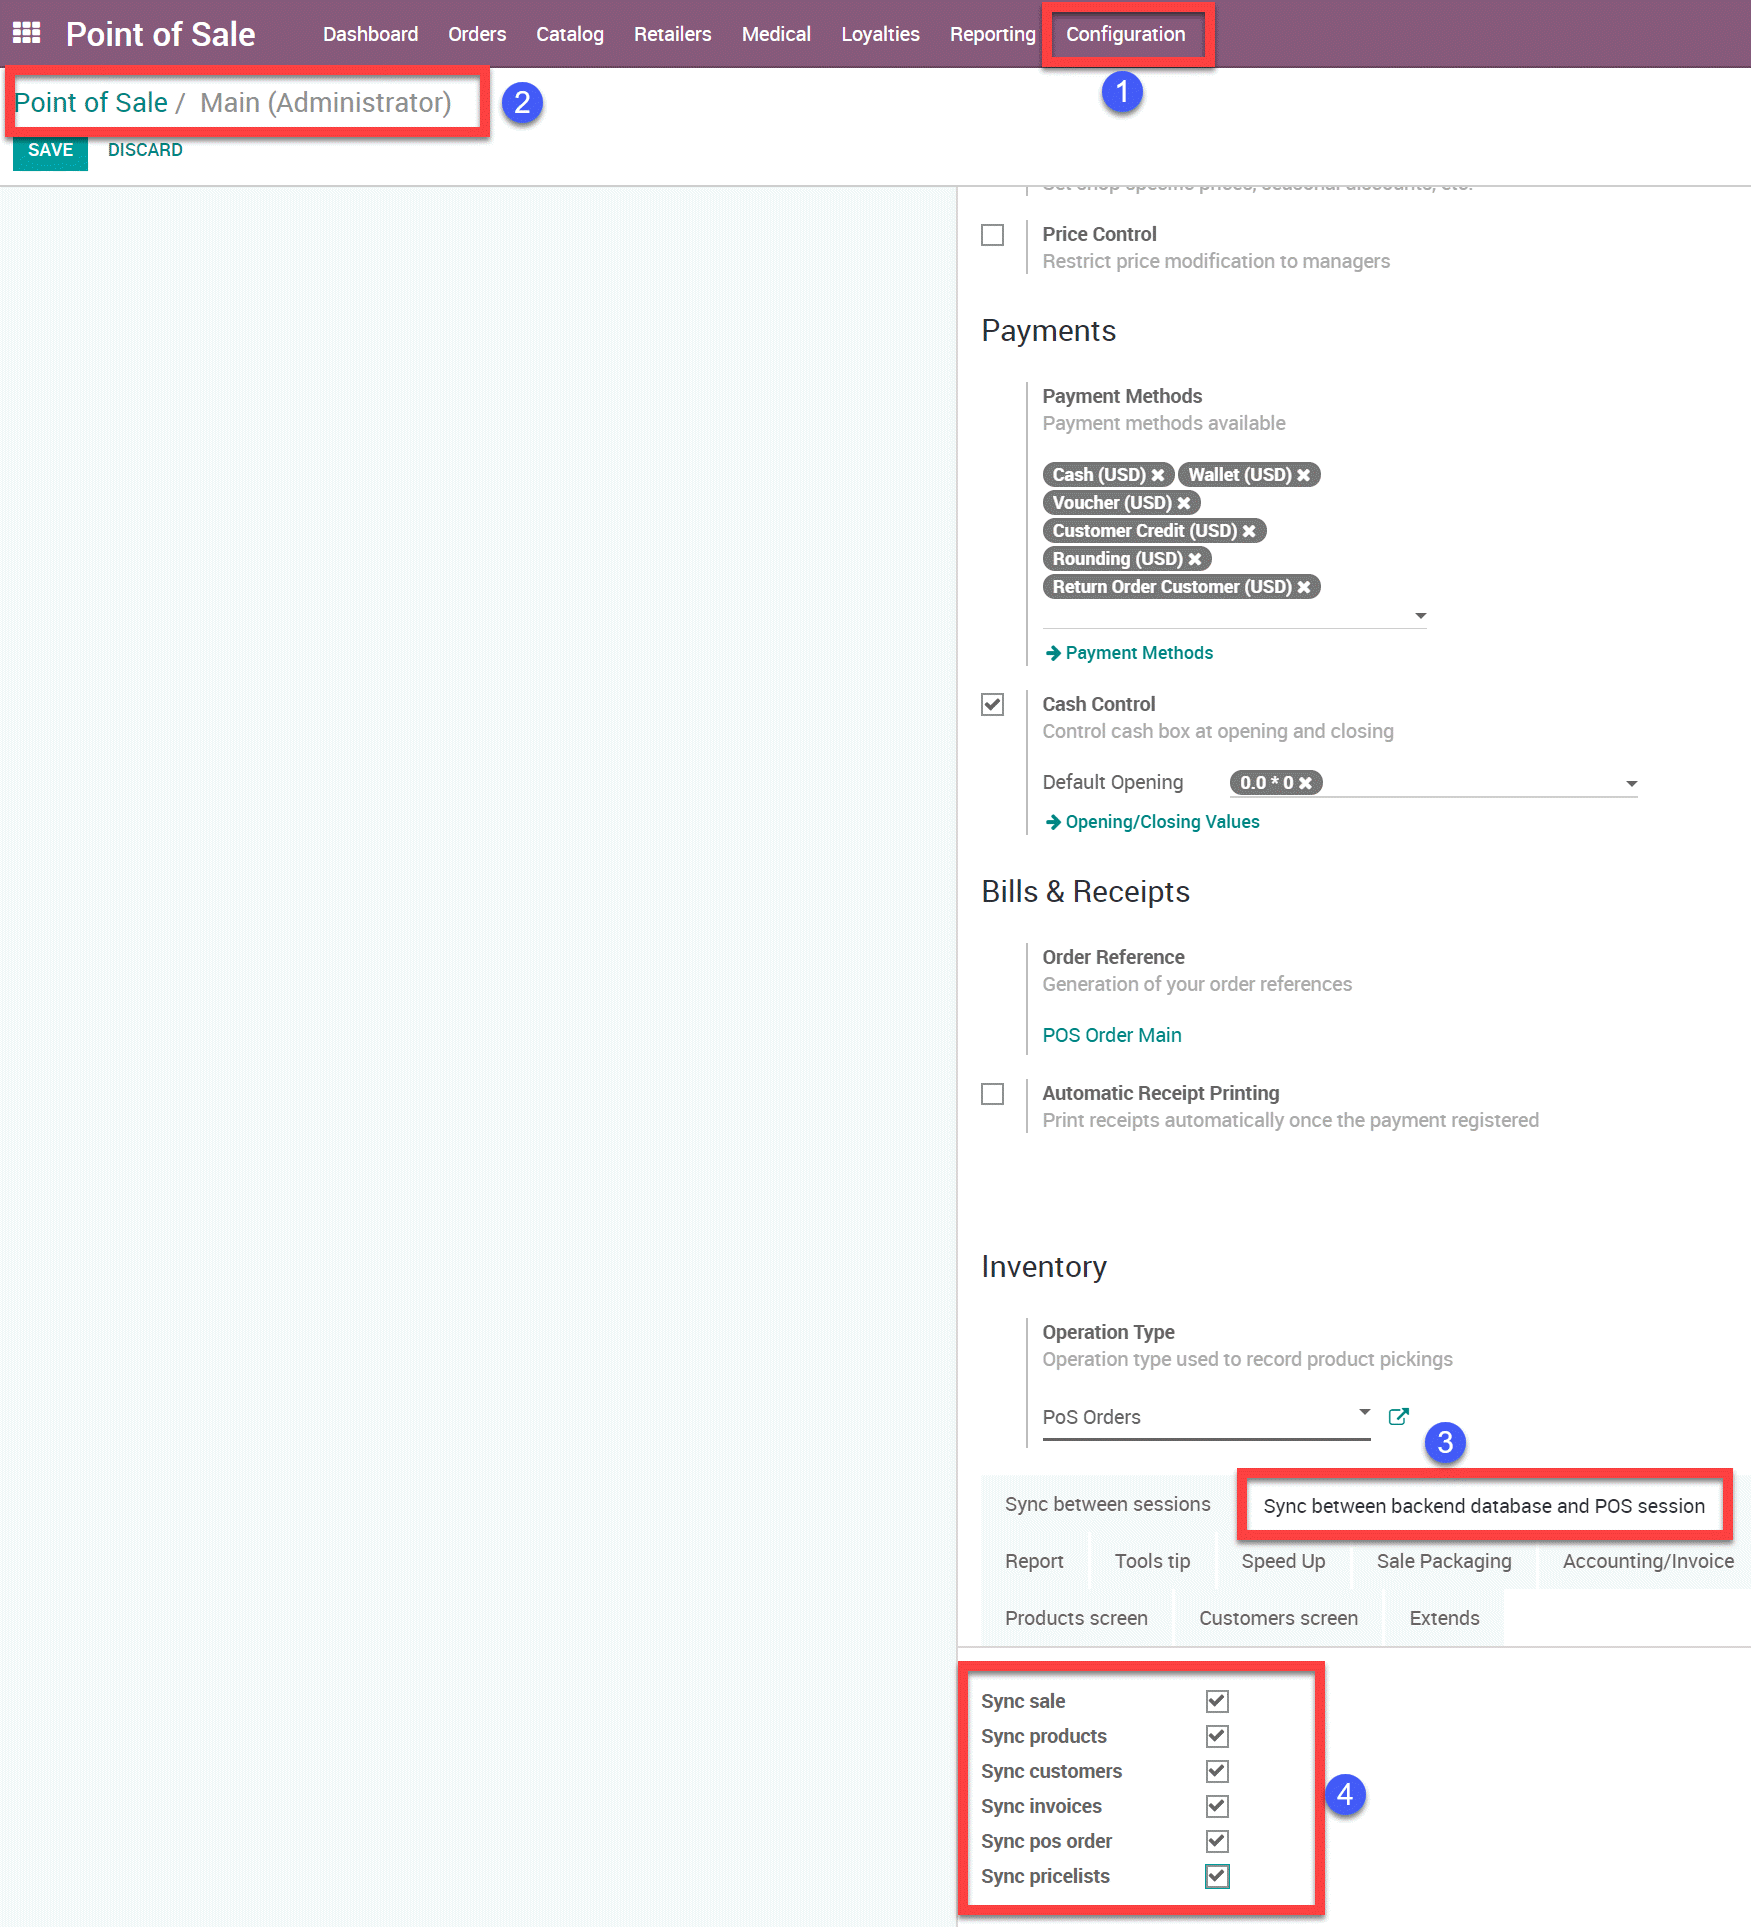 Point of Sale Dashboard Orders Catalog Retailers Medical Loyalties Reporting Configuration
1
Point of Sale / Main (Administrator) 2
SAVE DISCARD
Set shop-specific prices, seasonal discounts, etc.
Price Control
Restrict price modification to managers
Payments
Payment Methods
Payment methods available
Cash (USD) Wallet (USD)
Voucher (USD)
Customer Credit (USD)
Rounding (USD)
Return Order Customer (USD)
Payment Methods
Cash Control
Control cash box at opening and closing
Default Opening 0.0 * 0
Opening/Closing Values
Bills & Receipts
Order Reference
Generation of your order references
POS Order Main
Automatic Receipt Printing
Print receipts automatically once the payment registered
Inventory
Operation Type
Operation type used to record product pickings
PoS Orders
3
Sync between sessions Sync between backend database and POS session
Report Tools tip Speed Up Sale Packaging Accounting/Invoice
Products screen Customers screen Extends
Sync sale
Sync products
Sync customers
4
Sync invoices
Sync pos order
Sync pricelists